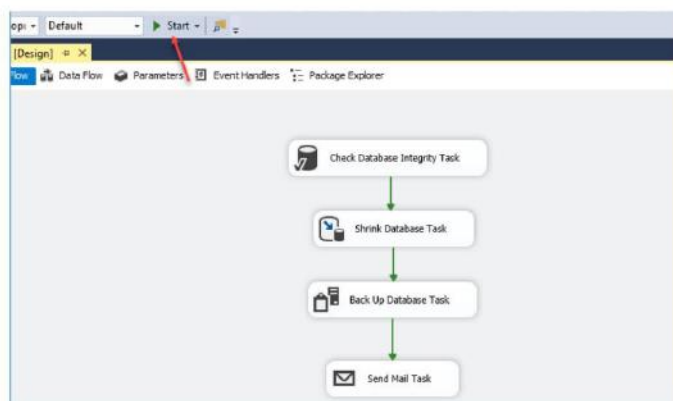 Default Start
[Design]
Flow Data Flow Parameters Event Handlers Package Explorer
Check Database Integrity Task
Shrink Database Task
Back Up Database Task
Send Mail Task